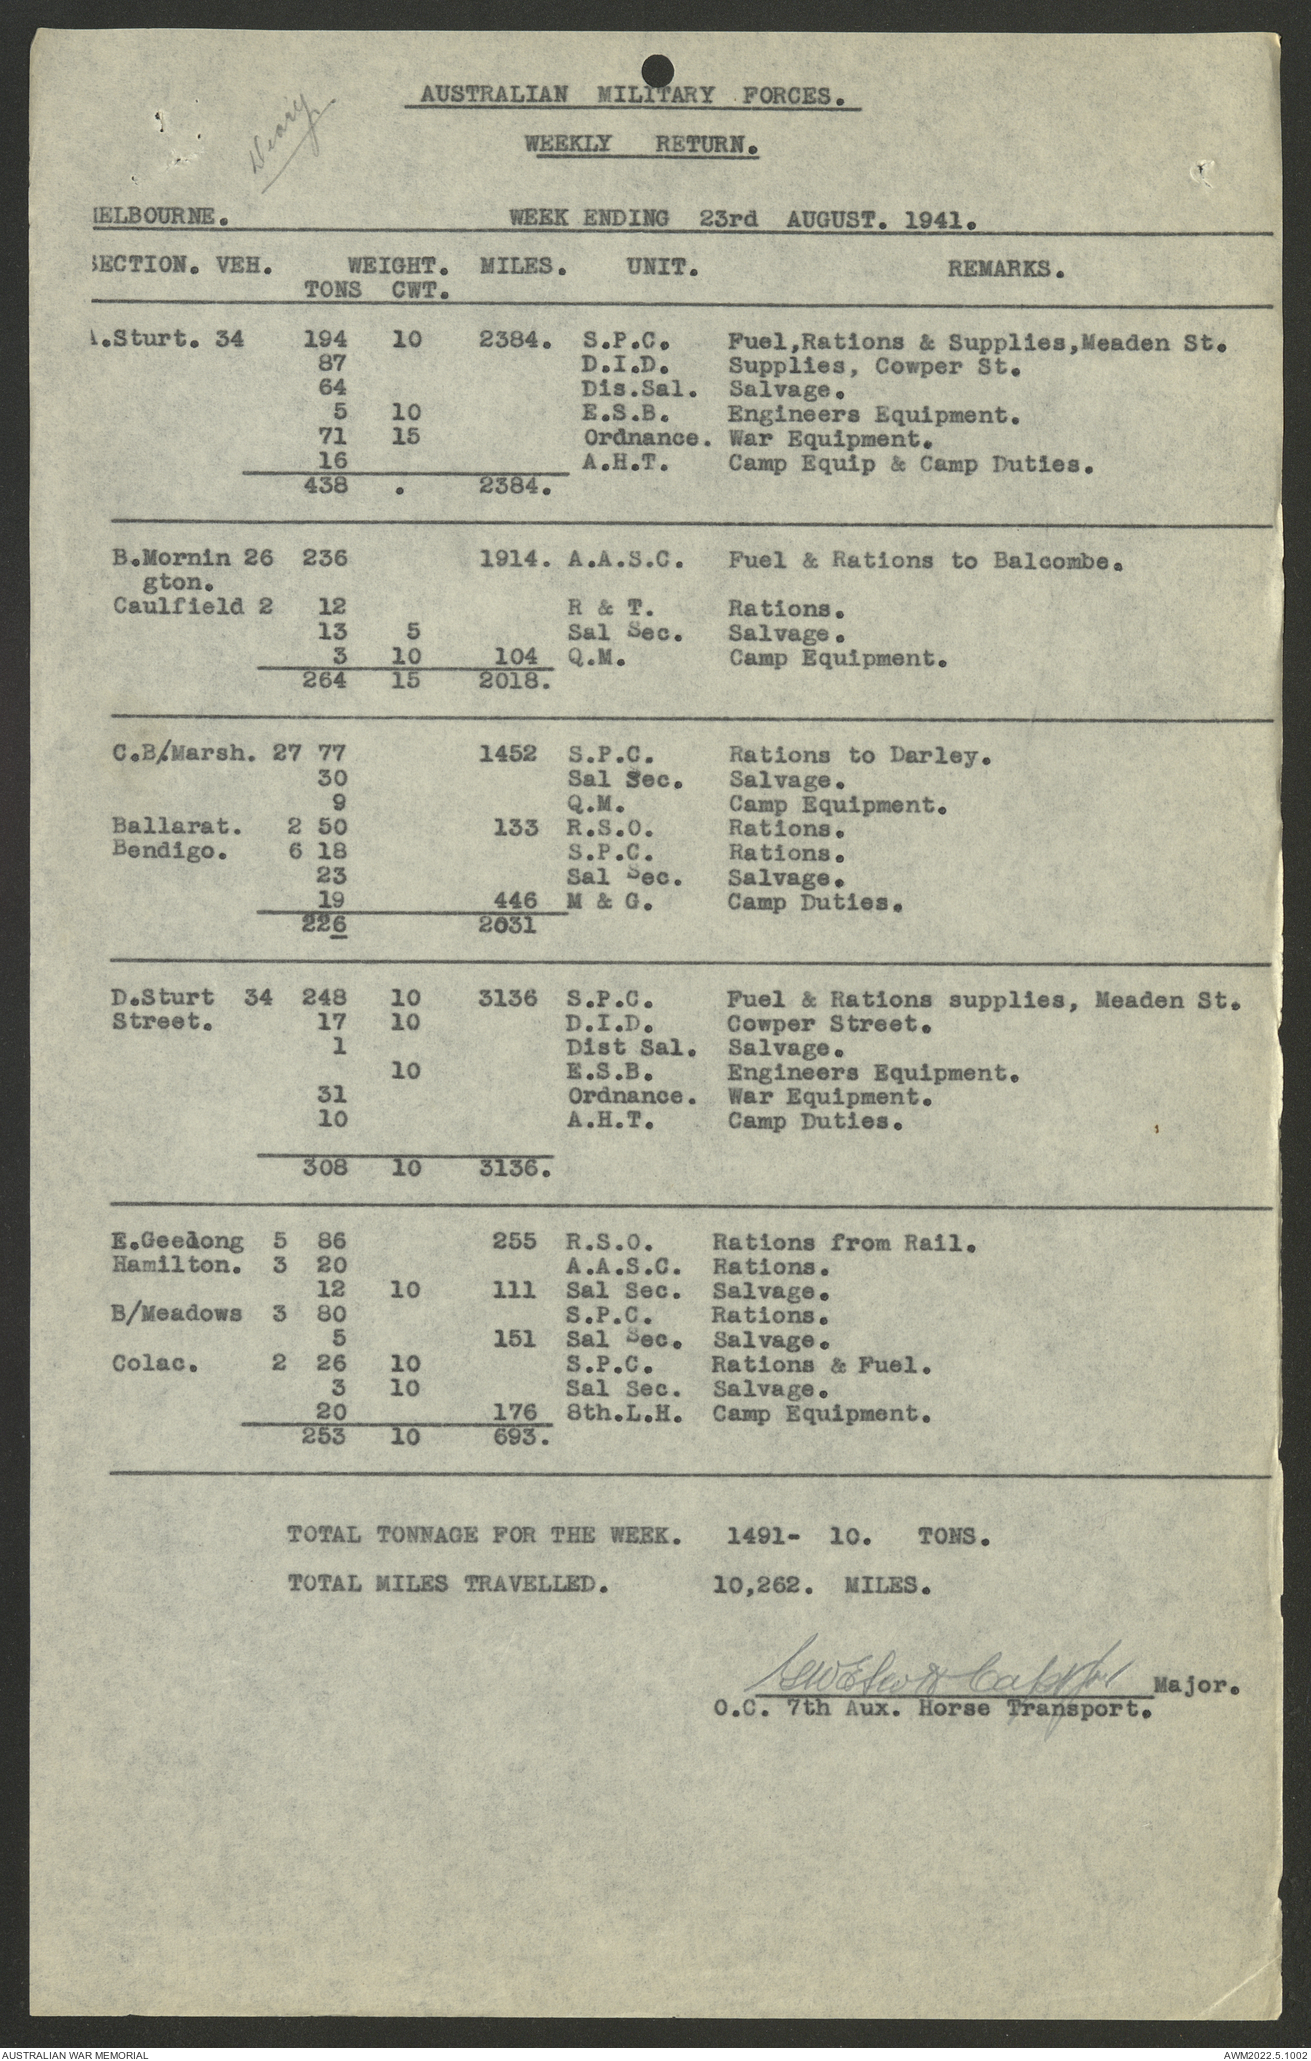 AUSTRALIAN MILITARY FORCES.
Diary
WEEKLY RETURN.
MELBOURNE. WEEK ENDING 23rd AUGUST. 1941.
SECTION. VEH. WEIGHT. MILES. UNIT. REMARKS.
TONS CWT.
A.Sturt. 34 194 10 2384. S.P.C. Fuel,Rations & Supplies,Meaden St.
87 D.I.D. Supplies, Cowper St.
64 Dis.Sal. Salvage.
5 10 E.S.B. Engineers Equipment.
71 15 Ordnance. War Equipment.
16 A.H.T. Camp Equip & Camp Duties.
438 . 2384.
B.Mornin 26 236 1914. A.A.S.C. Fuel & Rations to Balcombe.
gton.
Caulfield 2 12 R & T. Rations.
13 5 Sal Sec. Salvage.
3 10 104 Q.M. Camp Equipment.
264 15 2018.
C.B/Marsh. 27 77 1452 S.P.C. Rations to Darley.
30 Sal Sec. Salvage.
9 Q.M. Camp Equipment.
Ballarat. 2 50 133 R.S.O. Rations.
Bendigo. 6 18 S.P.C. Rations.
23 Sal Sec. Salvage.
19 446 M & G. Camp Duties.
226 2031
D.Sturt 34 248 10 3136 S.P.C. Fuel & Rations supplies, Meaden St.
Street. 17 10 D.I.D. Cowper Street.
1 Dist Sal. Salvage.
10 E.S.B. Engineers Equipment.
31 Ordnance. War Equipment.
10 A.H.T. Camp Duties.
308 10 3136.
E.Geelong 5 86 255 R.S.O. Rations from Rail.
Hamilton. 3 20 A.A.S.C. Rations.
12 10 111 Sal Sec. Salvage.
B/Meadows 3 80 S.P.C. Rations.
5 151 Sal Sec. Salvage.
Colac. 2 26 10 S.P.C. Rations & Fuel.
3 10 Sal Sec. Salvage.
20 176 8th.L.H. Camp Equipment.
253 10 693.
TOTAL TONNAGE FOR THE WEEK. 1491- 10. TONS.
TOTAL MILES TRAVELLED. 10,262. MILES.
Capt for Major.
O.C. 7th Aux. Horse Transport.
AUSTRALIAN WAR MEMORIAL AWM2022.5.1002